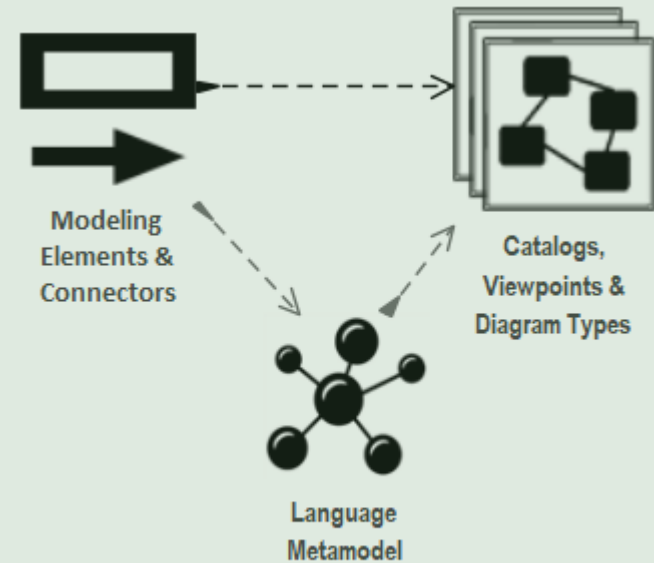 Modeling
Elements &
Connectors
Catalogs,
Viewpoints &
Diagram Types
Language
Metamodel